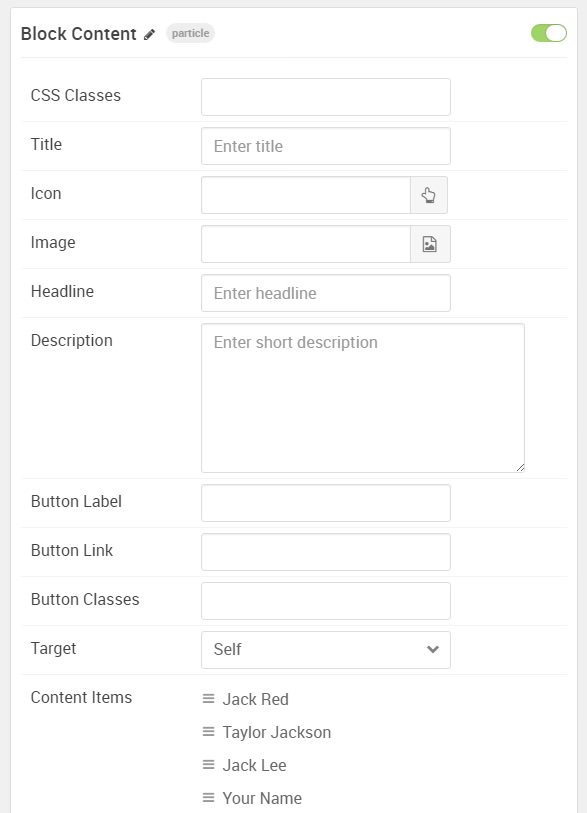 Block Content particle
CSS Classes
Title Enter title
Icon
Image
Headline Enter headline
Description Enter short description
Button Label
Button Link
Button Classes
Target Self
Content Items Jack Red
Taylor Jackson
Jack Lee
Your Name